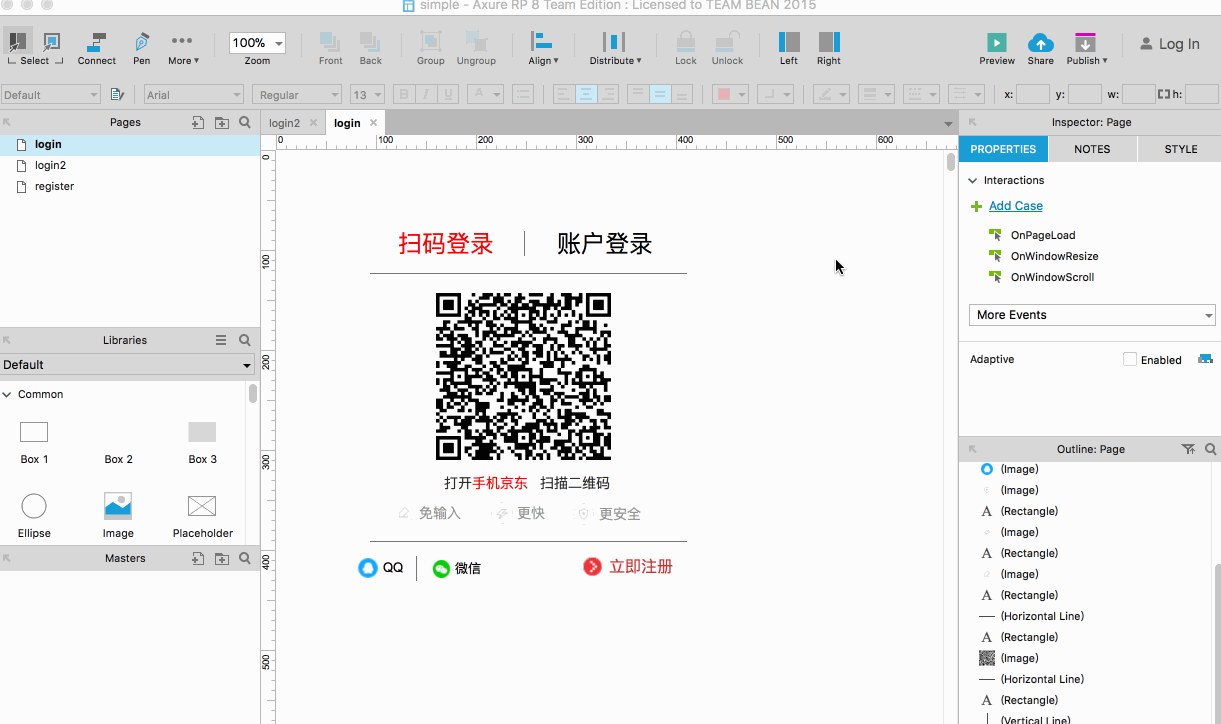 simple - Axure RP 8 Team Edition : Licensed to TEAM BEAN 2015
Select Connect Pen More 100% Zoom Front Back Group Ungroup Align Distribute Lock Unlock Left Right Preview Share Publish Log In
Default Arial Regular 13 B I U A x: y: w: h:
Pages
login
login2
register
login2 login
0 100 200 300 400 500 600
0
100
200
300
400
500
扫码登录 账户登录
打开手机京东 扫描二维码
免输入 更快 更安全
QQ 微信 立即注册
Libraries
Default
Common
Box 1 Box 2 Box 3
Ellipse Image Placeholder
Masters
Inspector: Page
PROPERTIES NOTES STYLE
Interactions
Add Case
OnPageLoad
OnWindowResize
OnWindowScroll
More Events
Adaptive Enabled
Outline: Page
(Image)
(Image)
A (Rectangle)
(Image)
A (Rectangle)
(Image)
A (Rectangle)
(Horizontal Line)
A (Rectangle)
(Image)
(Horizontal Line)
A (Rectangle)
(Vertical Line)